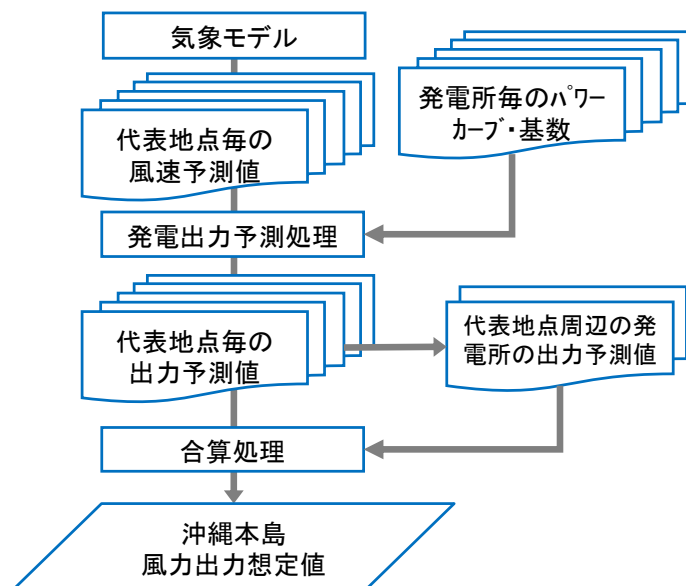 気象モデル
発電所毎のﾊﾟﾜｰ
ｶｰﾌﾞ・基数
代表地点毎の
風速予測値
発電出力予測処理
代表地点毎の
出力予測値
代表地点周辺の発
電所の出力予測値
合算処理
沖縄本島
風力出力想定値